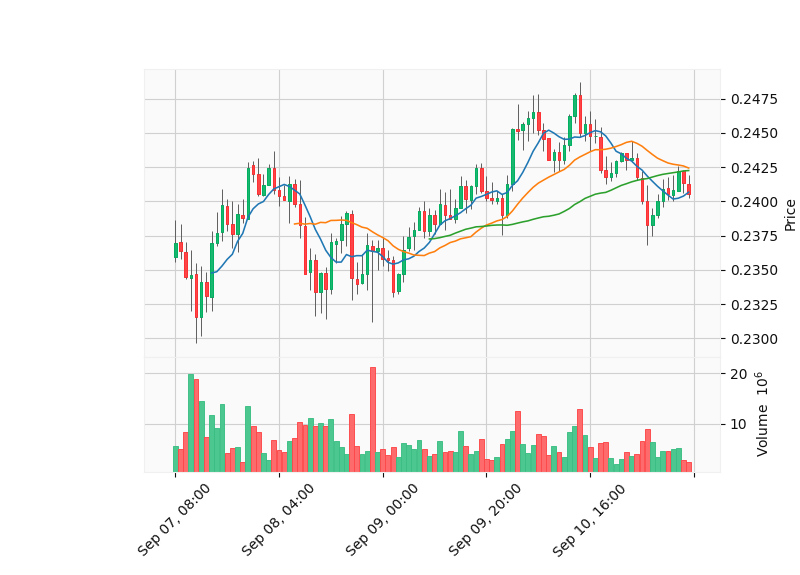 0.2475
0.2450
0.2425
0.2400
0.2375
0.2350
0.2325
0.2300
Price
20
10
Volume 10⁶
Sep 07, 08:00
Sep 08, 04:00
Sep 09, 00:00
Sep 09, 20:00
Sep 10, 16:00